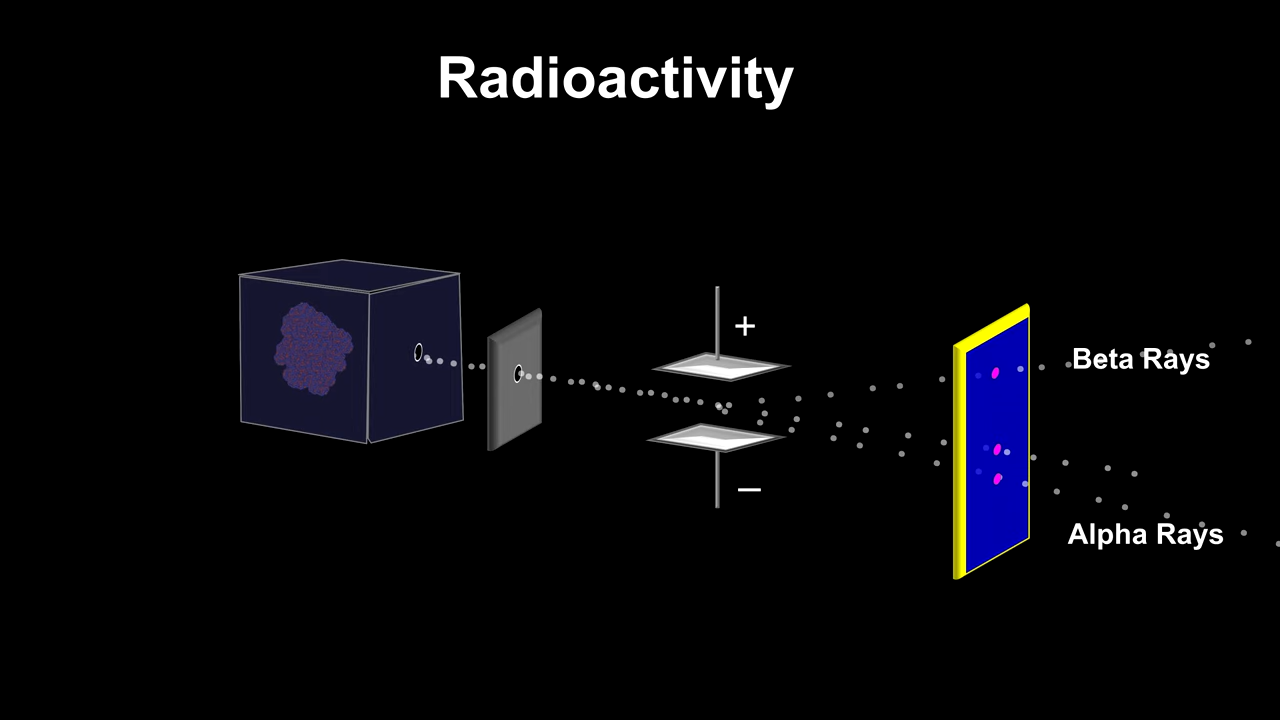 Radioactivity
+
Beta Rays
–
Alpha Rays